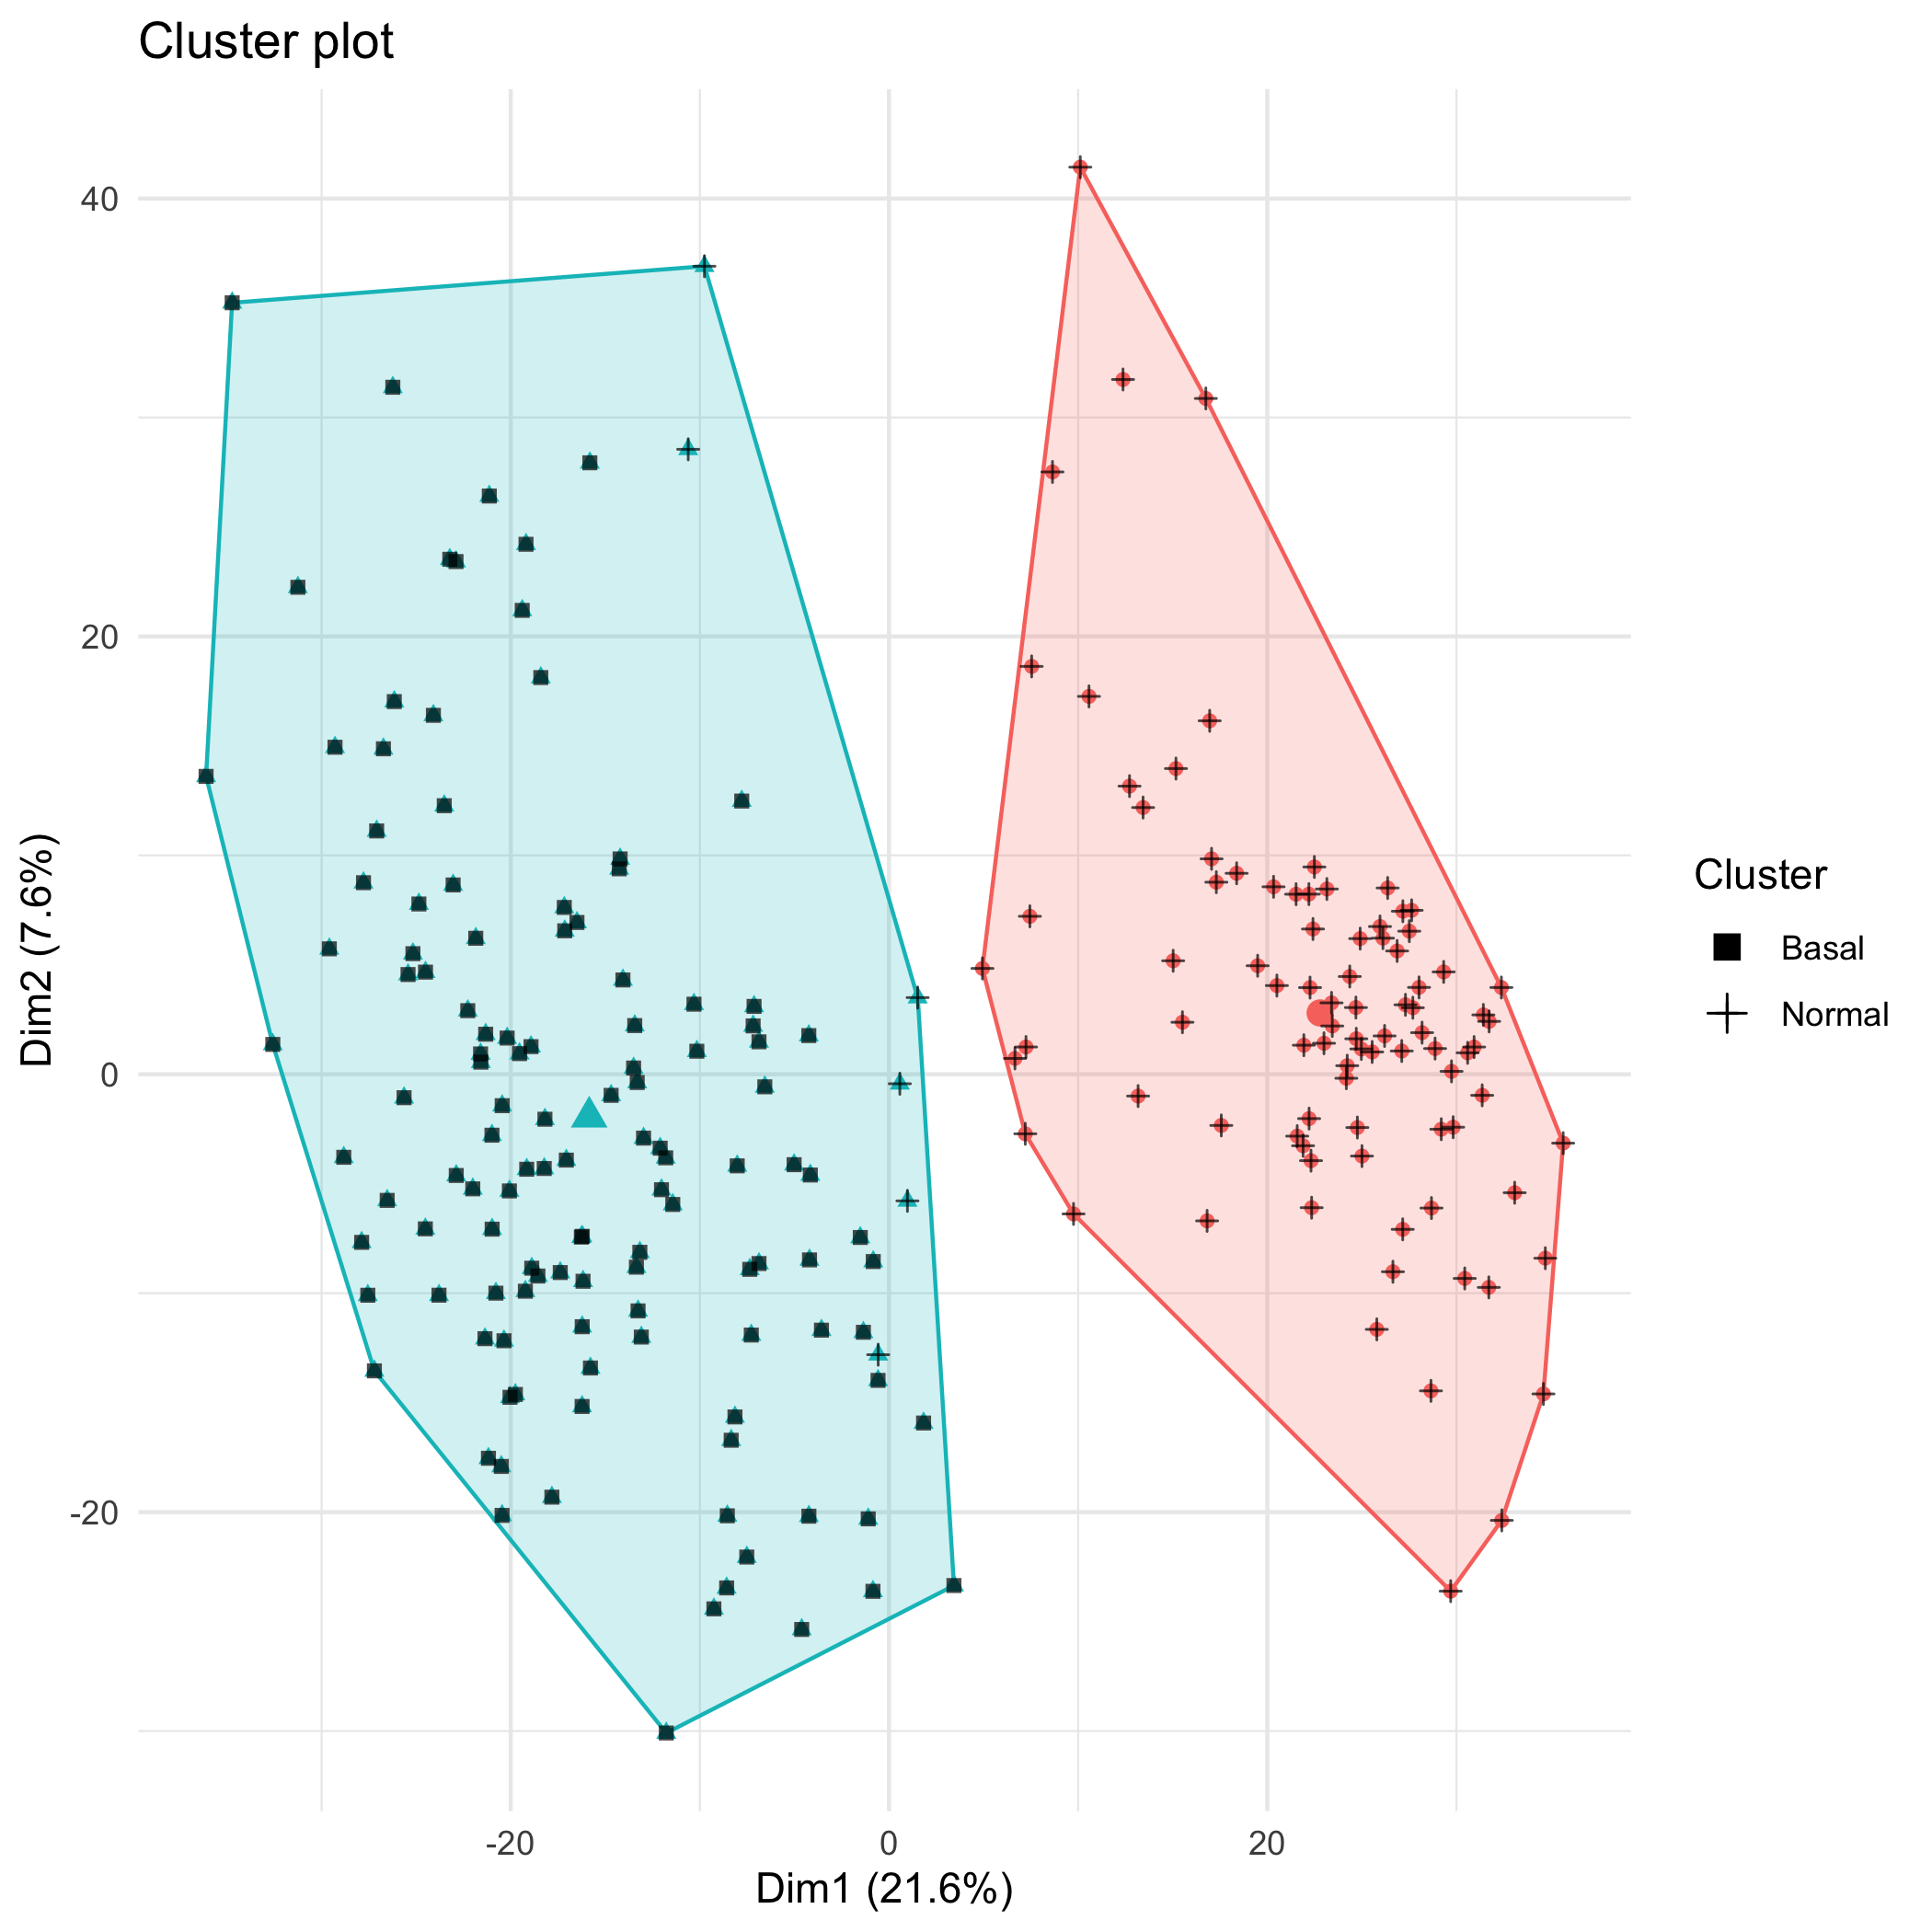 Cluster plot
40
20
0
-20
Dim2 (7.6%)
-20
0
20
Dim1 (21.6%)
Cluster
Basal
Normal